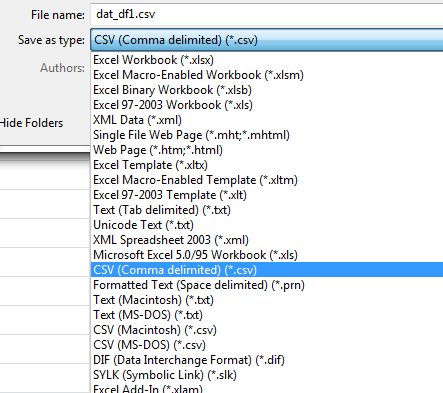 File name: dat_df1.csv
Save as type: CSV (Comma delimited) (*.csv)
Authors:
Excel Workbook (*.xlsx)
Excel Macro-Enabled Workbook (*.xlsm)
Excel Binary Workbook (*.xlsb)
Excel 97-2003 Workbook (*.xls)
Hide Folders
XML Data (*.xml)
Single File Web Page (*.mht;*.mhtml)
Web Page (*.htm;*.html)
Excel Template (*.xltx)
Excel Macro-Enabled Template (*.xltm)
Excel 97-2003 Template (*.xlt)
Text (Tab delimited) (*.txt)
Unicode Text (*.txt)
XML Spreadsheet 2003 (*.xml)
Microsoft Excel 5.0/95 Workbook (*.xls)
CSV (Comma delimited) (*.csv)
Formatted Text (Space delimited) (*.prn)
Text (Macintosh) (*.txt)
Text (MS-DOS) (*.txt)
CSV (Macintosh) (*.csv)
CSV (MS-DOS) (*.csv)
DIF (Data Interchange Format) (*.dif)
SYLK (Symbolic Link) (*.slk)
Excel Add-In (*.xlam)